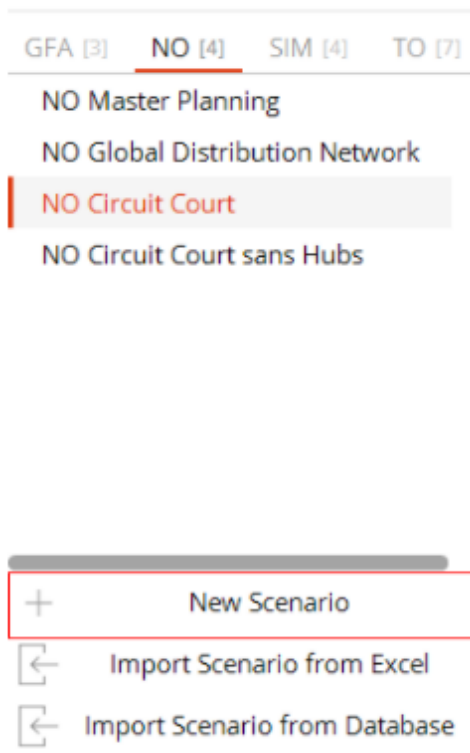 GFA [3] NO [4] SIM [4] TO [7]
NO Master Planning
NO Global Distribution Network
NO Circuit Court
NO Circuit Court sans Hubs
New Scenario
Import Scenario from Excel
Import Scenario from Database